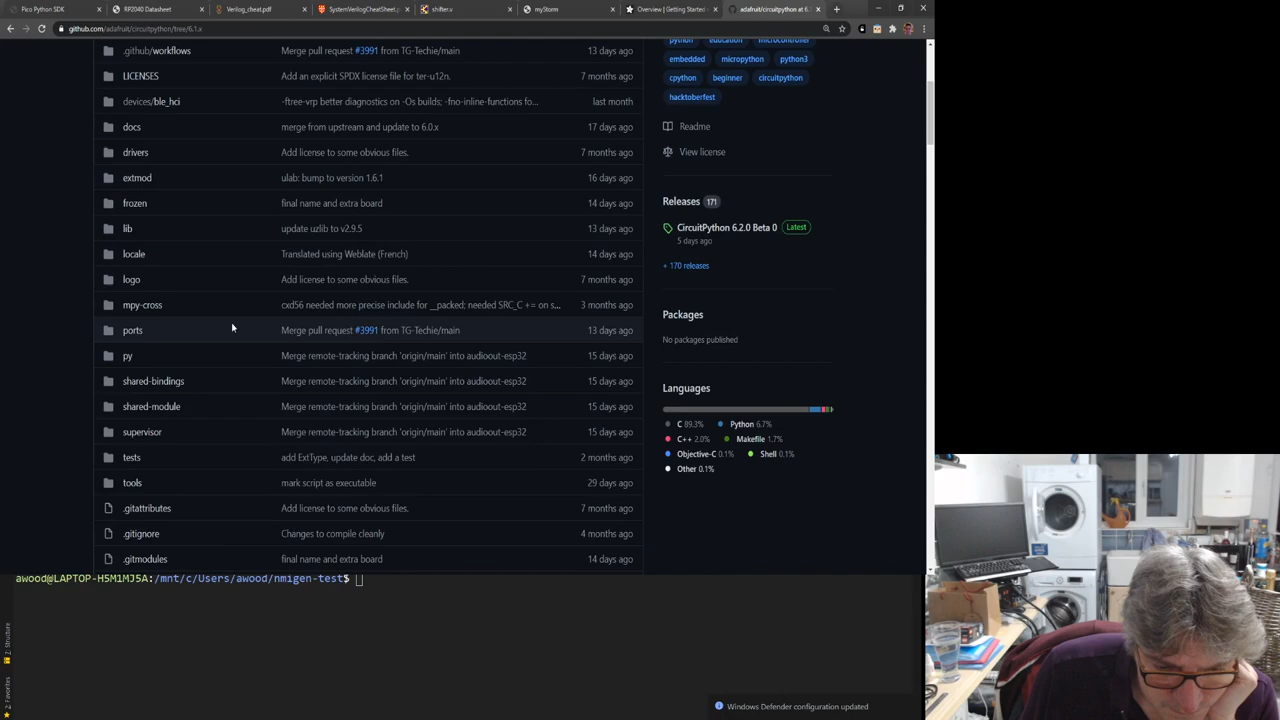 Pico Python SDK
RP2040 Datasheet
Verilog_cheat.pdf
SystemVerilogCheatSheet.p
shifter.v
myStorm
Overview | Getting Started
adafruit/circuitpython at 6.1
github.com/adafruit/circuitpython/tree/6.1.x
.github/workflows Merge pull request #3991 from TG-Techie/main 13 days ago
LICENSES Add an explicit SPDX license file for ter-u12n. 7 months ago
devices/ble_hci -ftree-vrp better diagnostics on -Os builds; -fno-inline-functions fo... last month
docs merge from upstream and update to 6.0.x 17 days ago
drivers Add license to some obvious files. 7 months ago
extmod ulab: bump to version 1.6.1 16 days ago
frozen final name and extra board 14 days ago
lib update uzlib to v2.9.5 13 days ago
locale Translated using Weblate (French) 14 days ago
logo Add license to some obvious files. 7 months ago
mpy-cross cxd56 needed more precise include for __packed; needed SRC_C += on s... 3 months ago
ports Merge pull request #3991 from TG-Techie/main 13 days ago
py Merge remote-tracking branch 'origin/main' into audioout-esp32 15 days ago
shared-bindings Merge remote-tracking branch 'origin/main' into audioout-esp32 15 days ago
shared-module Merge remote-tracking branch 'origin/main' into audioout-esp32 15 days ago
supervisor Merge remote-tracking branch 'origin/main' into audioout-esp32 15 days ago
tests add ExtType, update doc, add a test 2 months ago
tools mark script as executable 29 days ago
.gitattributes Add license to some obvious files. 7 months ago
.gitignore Changes to compile cleanly 4 months ago
.gitmodules final name and extra board 14 days ago
python education microcontroller
embedded micropython python3
cpython beginner circuitpython
hacktoberfest
Readme
View license
Releases 171
CircuitPython 6.2.0 Beta 0 Latest
5 days ago
+ 170 releases
Packages
No packages published
Languages
C 89.3% Python 6.7%
C++ 2.0% Makefile 1.7%
Objective-C 0.1% Shell 0.1%
Other 0.1%
awood@LAPTOP-H5M1MJ5A:/mnt/c/Users/awood/nmigen-test$
2: Structure
2: Favorites
Windows Defender configuration updated